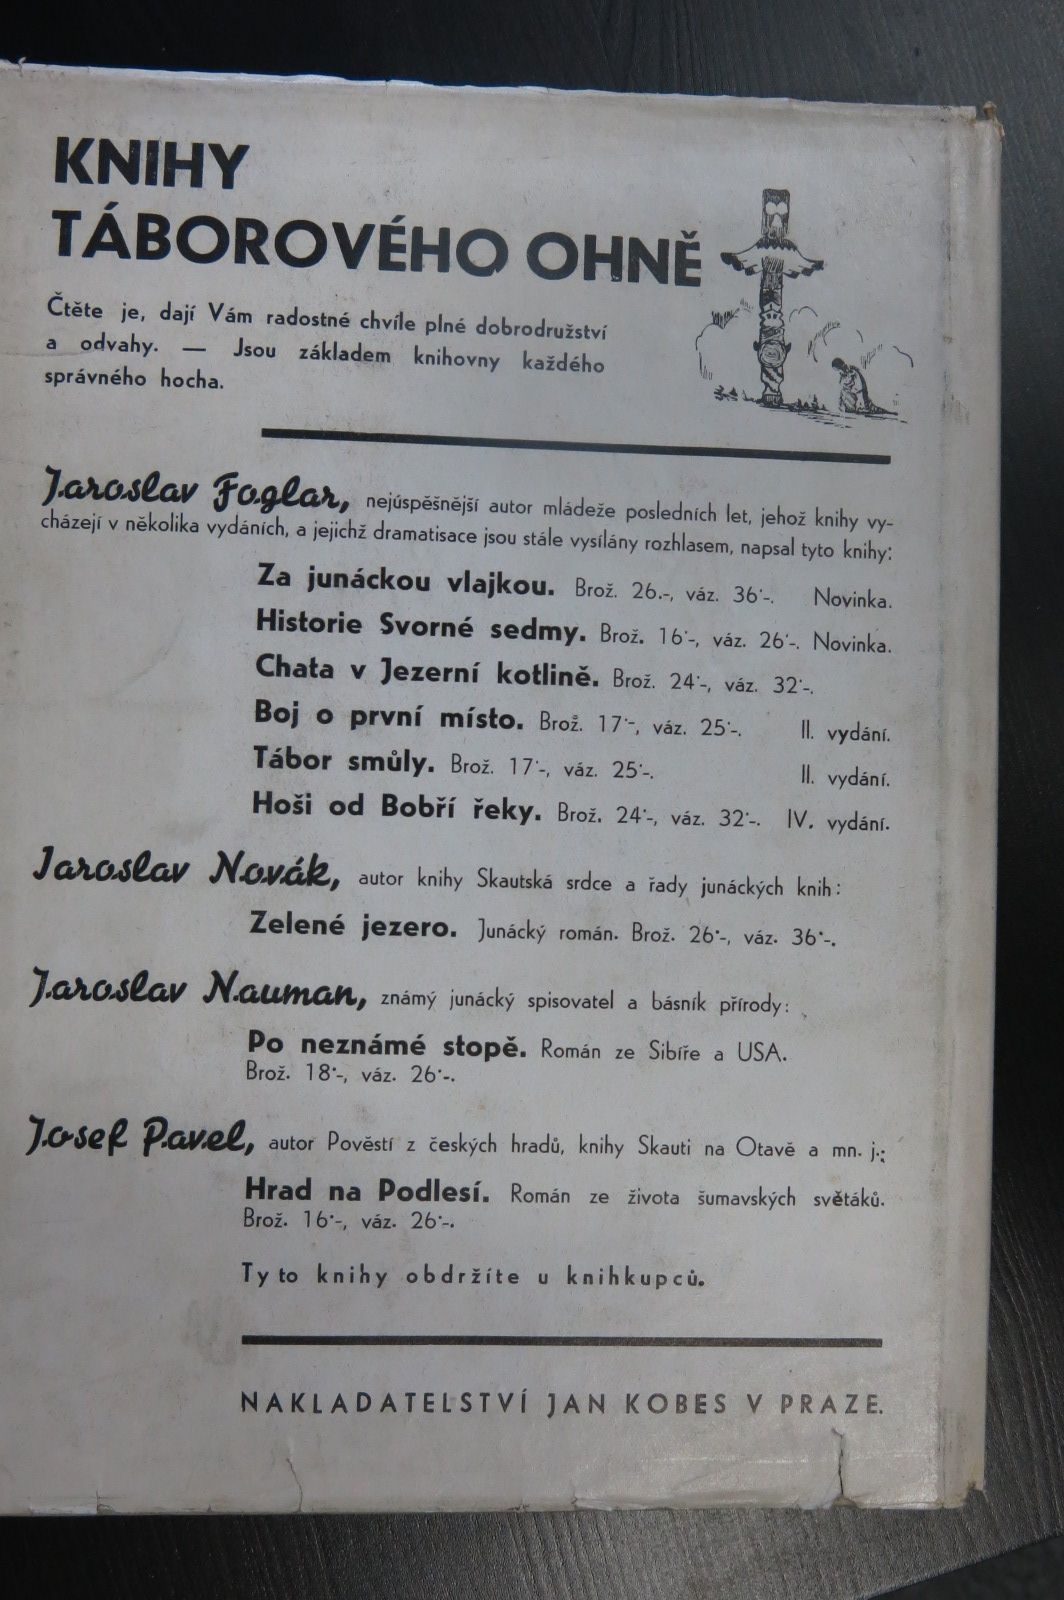 KNIHY
TÁBOROVÉHO OHNĚ
Čtěte je, dají Vám radostné chvíle plné dobrodružství
a odvahy. — Jsou základem knihovny každého
správného hocha.
Jaroslav Foglar, nejúspěšnější autor mládeže posledních let, jehož knihy vy-
cházejí v několika vydáních, a jejichž dramatisace jsou stále vysílány rozhlasem, napsal tyto knihy:
Za junáckou vlajkou. Brož. 26.-, váz. 36·-. Novinka.
Historie Svorné sedmy. Brož. 16·-, váz. 26·-. Novinka.
Chata v Jezerní kotlině. Brož. 24·-, váz. 32·-.
Boj o první místo. Brož. 17·-, váz. 25·-. II. vydání.
Tábor smůly. Brož. 17·-, váz. 25·-. II. vydání.
Hoši od Bobří řeky. Brož. 24·-, váz. 32·-. IV. vydání.
Jaroslav Novák, autor knihy Skautská srdce a řady junáckých knih:
Zelené jezero. Junácký román. Brož. 26·-, váz. 36·-.
Jaroslav Nauman, známý junácký spisovatel a básník přírody:
Po neznámé stopě. Román ze Sibíře a USA.
Brož. 18·-, váz. 26·-.
Josef Pavel, autor Pověstí z českých hradů, knihy Skauti na Otavě a mn. j.:
Hrad na Podlesí. Román ze života šumavských světáků.
Brož. 16·-, váz. 26·-.
Tyto knihy obdržíte u knihkupců.
NAKLADATELSTVÍ JAN KOBES V PRAZE.